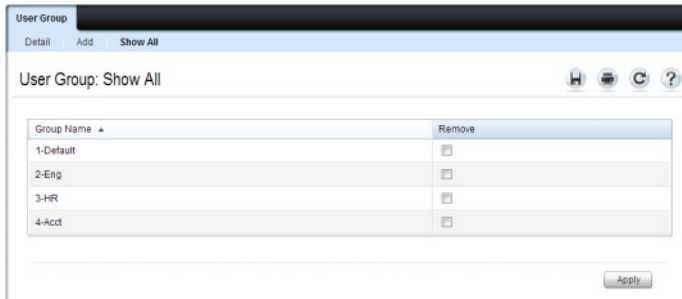 User Group
Detail Add Show All
User Group: Show All
Group Name Remove
1-Default
2-Eng
3-HR
4-Acct
Apply